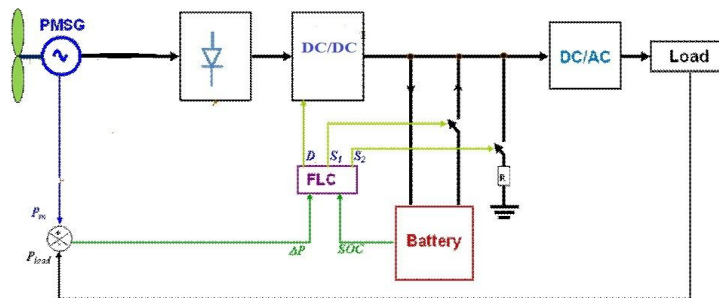 PMSG
DC/DC
DC/AC
Load
D S1 S2
FLC
R
Pm
Pload
ΔP
SOC
Battery